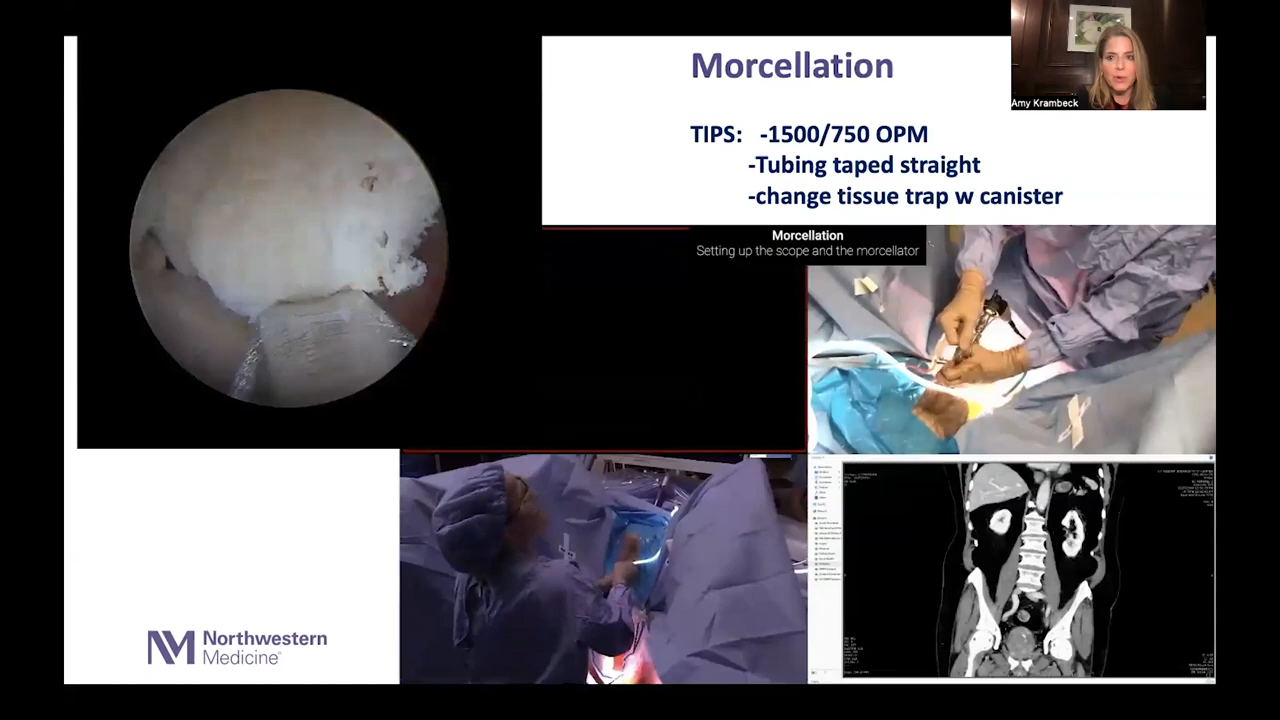 Morcellation
TIPS: -1500/750 OPM
-Tubing taped straight
-change tissue trap w canister
Amy Krambeck
Morcellation
Setting up the scope and the morcellator
Northwestern
Medicine